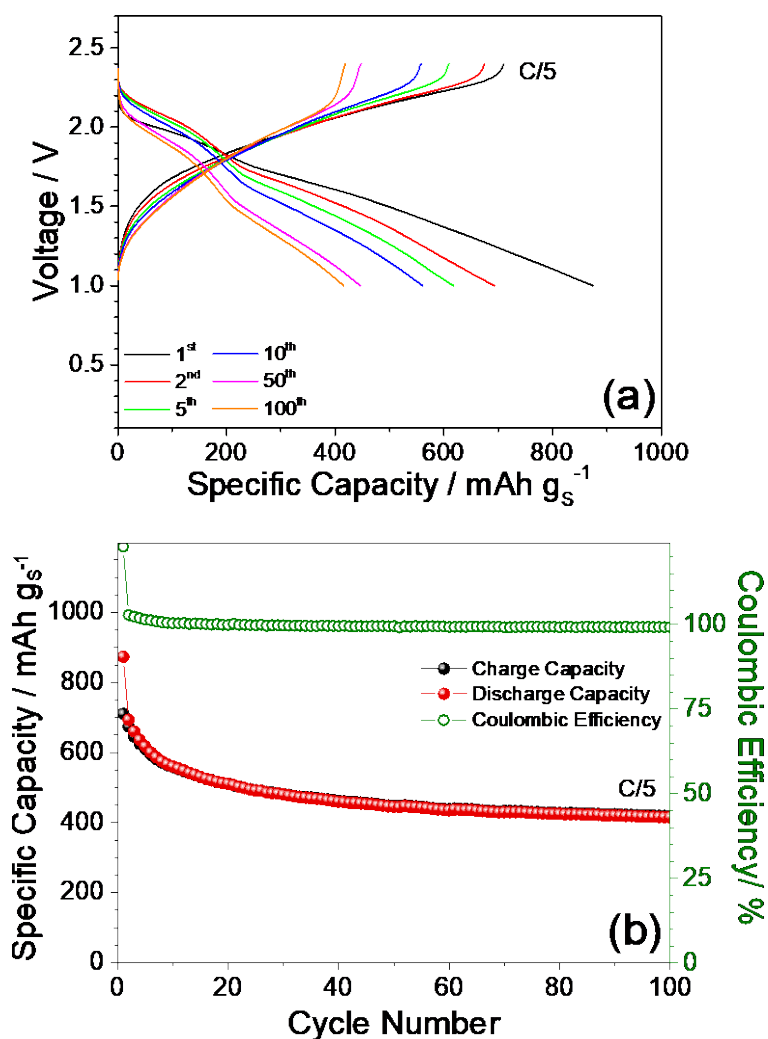 2.5
C/5
2.0
1.5
1.0
0.5
Voltage / V
1st 10th
2nd 50th
5th 100th
(a)
0 200 400 600 800 1000
Specific Capacity / mAh gS-1
1000
800
600
400
200
0
Specific Capacity / mAh gS-1
100
75
50
25
0
Coulombic Efficiency/ %
Charge Capacity
Discharge Capacity
Coulombic Efficiency
C/5
(b)
0 20 40 60 80 100
Cycle Number